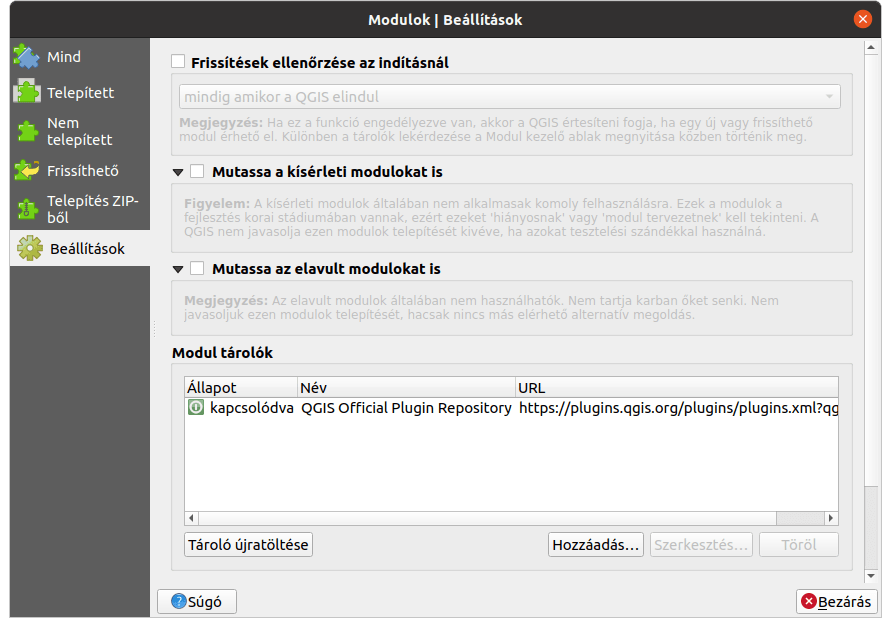 Modulok | Beállítások
Mind
Telepített
Nem
telepített
Frissíthető
Telepítés ZIP-
ből
Beállítások
Frissítések ellenőrzése az indításnál
mindig amikor a QGIS elindul
Megjegyzés: Ha ez a funkció engedélyezve van, akkor a QGIS értesíteni fogja, ha egy új vagy frissíthető
modul érhető el. Különben a tárolók lekérdezése a Modul kezelő ablak megnyitása közben történik meg.
Mutassa a kísérleti modulokat is
Figyelem: A kísérleti modulok általában nem alkalmasak komoly felhasználásra. Ezek a modulok a
fejlesztés korai stádiumában vannak, ezért ezeket 'hiányosnak' vagy 'modul tervezetnek' kell tekinteni. A
QGIS nem javasolja ezen modulok telepítését kivéve, ha azokat tesztelési szándékkal használná.
Mutassa az elavult modulokat is
Megjegyzés: Az elavult modulok általában nem használhatók. Nem tartja karban őket senki. Nem
javasoljuk ezen modulok telepítését, hacsak nincs más elérhető alternatív megoldás.
Modul tárolók
Állapot Név URL
kapcsolódva QGIS Official Plugin Repository https://plugins.qgis.org/plugins/plugins.xml?qg
Tároló újratöltése Hozzáadás... Szerkesztés... Töröl
Súgó Bezárás